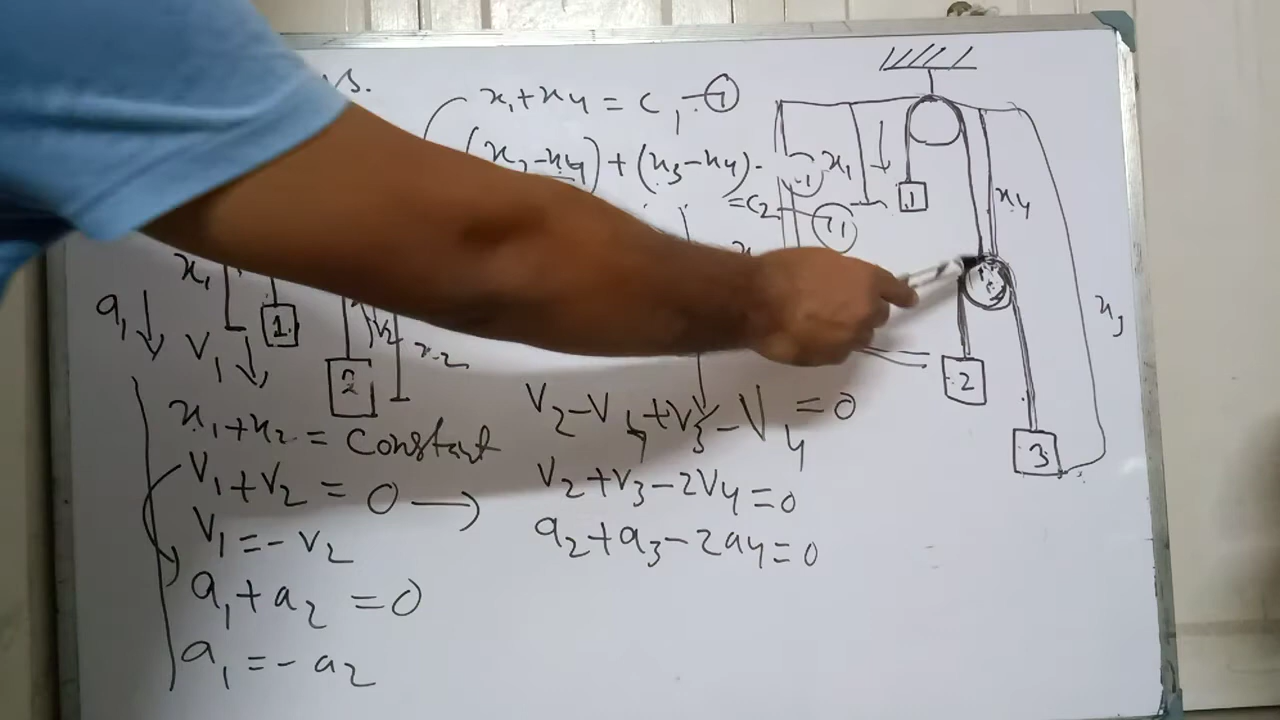 x₁+x₄ = C₁ - ①
(x₂-x₄)+(x₃-x₄)-
=C₂
x₁
1
x₄
x₃
2
3
x₁
a₁
V₁
1
2
V₂
x₂
x₁+x₂ = Constant
V₁+V₂ = 0 →
V₁ = -V₂
a₁+a₂ = 0
a₁ = -a₂
V₂-V₄+V₃-V₄ = 0
V₂+V₃-2V₄=0
a₂+a₃-2a₄=0